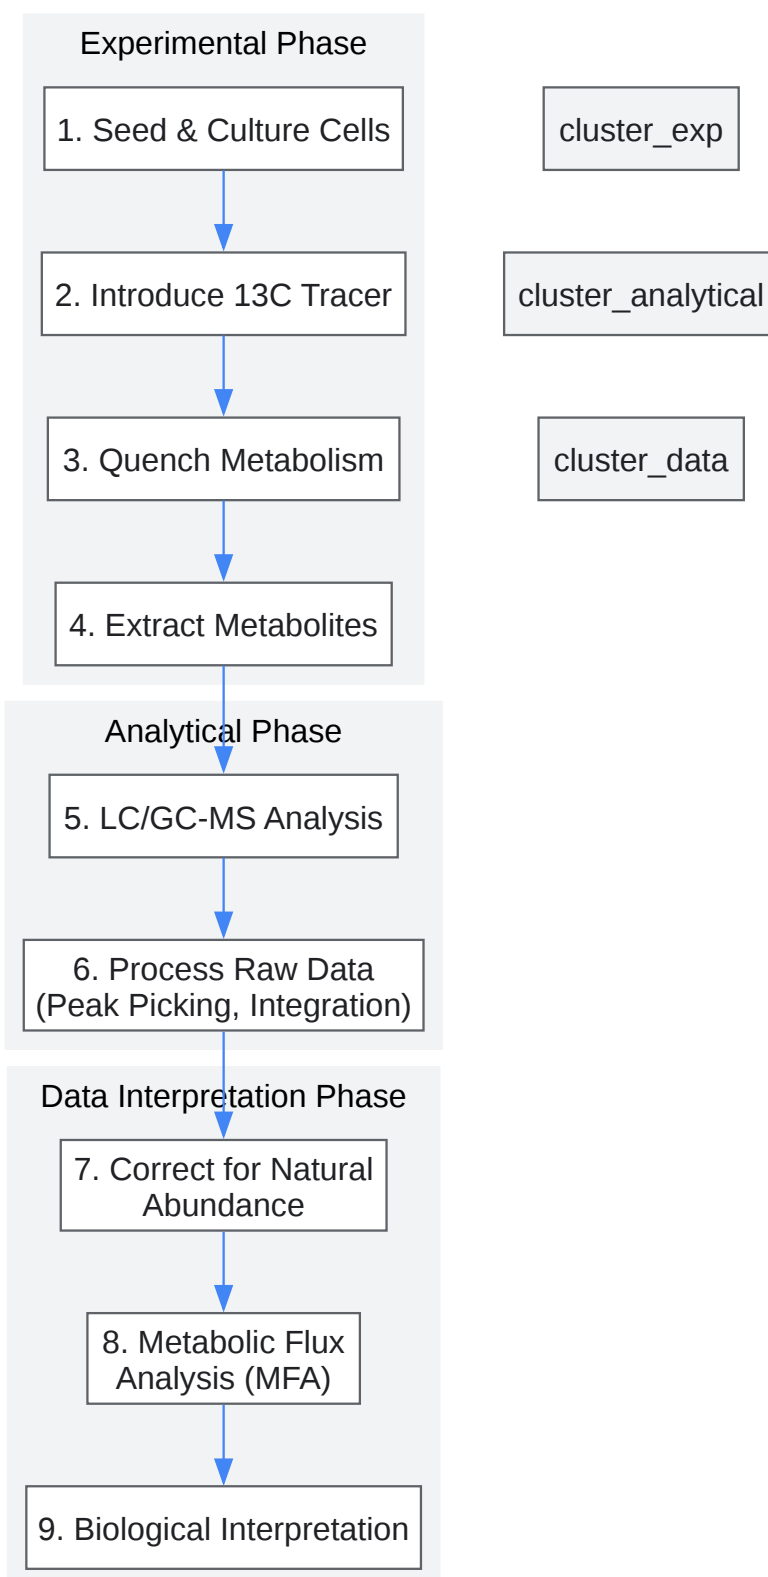 Experimental Phase
1. Seed & Culture Cells
cluster_exp
2. Introduce 13C Tracer
cluster_analytical
3. Quench Metabolism
cluster_data
4. Extract Metabolites
Analytical Phase
5. LC/GC-MS Analysis
6. Process Raw Data
(Peak Picking, Integration)
Data Interpretation Phase
7. Correct for Natural
Abundance
8. Metabolic Flux
Analysis (MFA)
9. Biological Interpretation